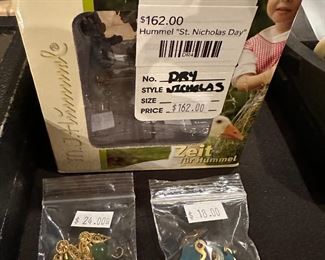 $162.00
Hummel "St. Nicholas Day"
No. DRY
STYLE NICHOLAS
SIZE
PRICE $162.00
M.J.Hummel
Zeit
für Hummel
$ 24.00
$ 18.00